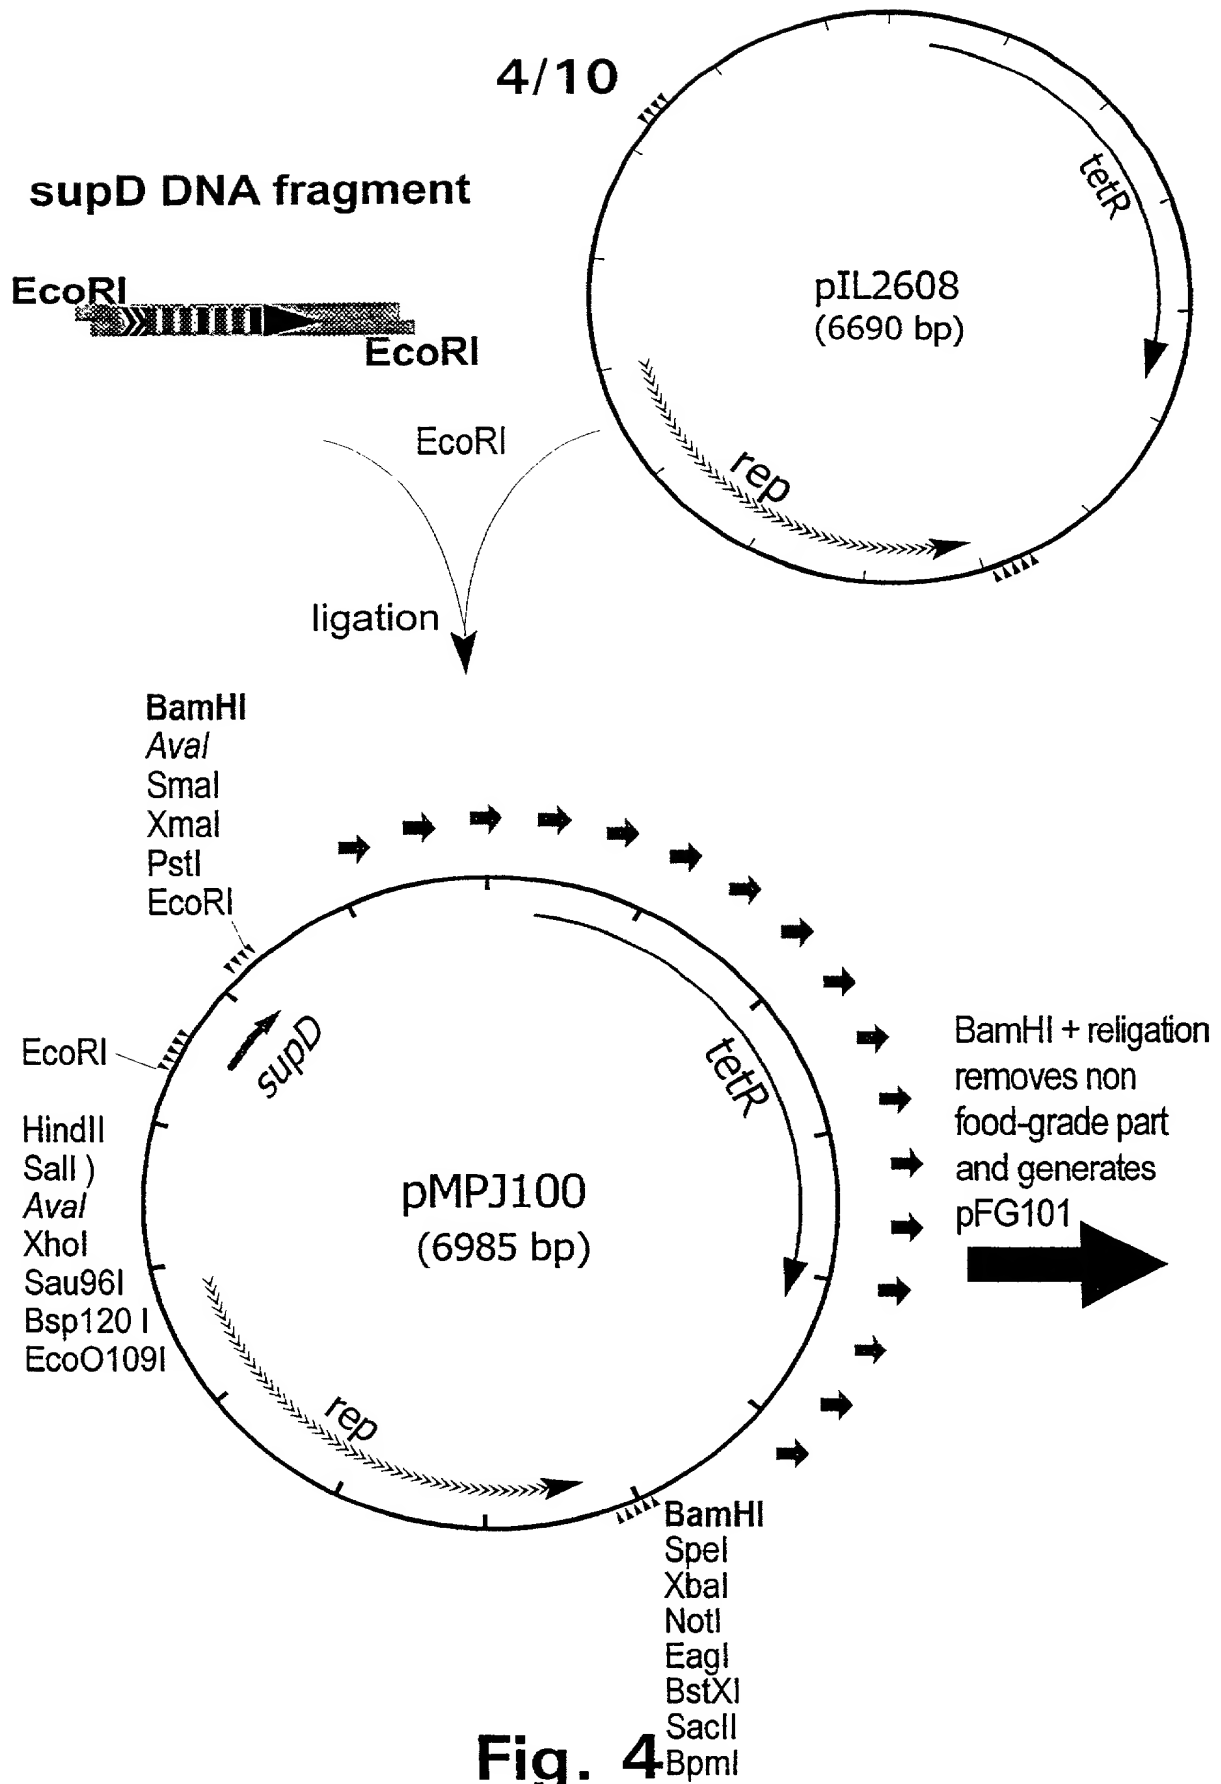 4/10
supD DNA fragment
EcoRI
EcoRI
tetR
pIL2608
(6690 bp)
rep
EcoRI
ligation
BamHI
AvaI
SmaI
XmaI
PstI
EcoRI
EcoRI
HindII
SalI )
AvaI
XhoI
Sau96I
Bsp120 I
EcoO109I
supD
tetR
pMPJ100
(6985 bp)
rep
BamHI + religation
removes non
food-grade part
and generates
pFG101
BamHI
SpeI
XbaI
NotI
EagI
BstXI
SacII
BpmI
Fig. 4